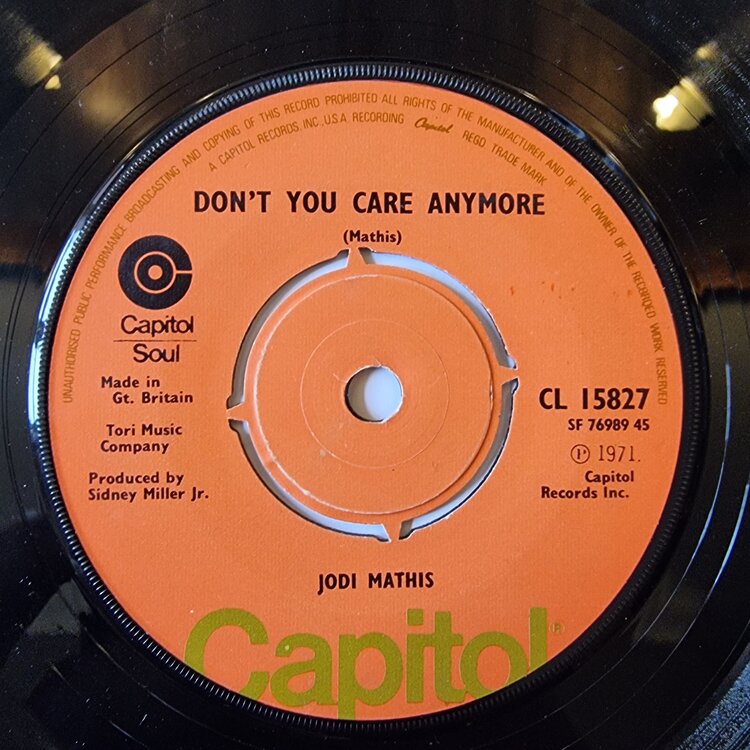 UNAUTHORISED PUBLIC PERFORMANCE BROADCASTING AND COPYING OF THIS RECORD PROHIBITED ALL RIGHTS OF THE MANUFACTURER AND OF THE OWNER OF THE RECORDED WORK RESERVED
A CAPITOL RECORDS, INC., U.S.A RECORDING Capitol REGD. TRADE MARK
DON'T YOU CARE ANYMORE
(Mathis)
Capitol
Soul
Made in
Gt. Britain
Tori Music
Company
Produced by
Sidney Miller Jr.
CL 15827
SF 76989 45
Ⓟ 1971.
Capitol
Records Inc.
JODI MATHIS
Capitol®